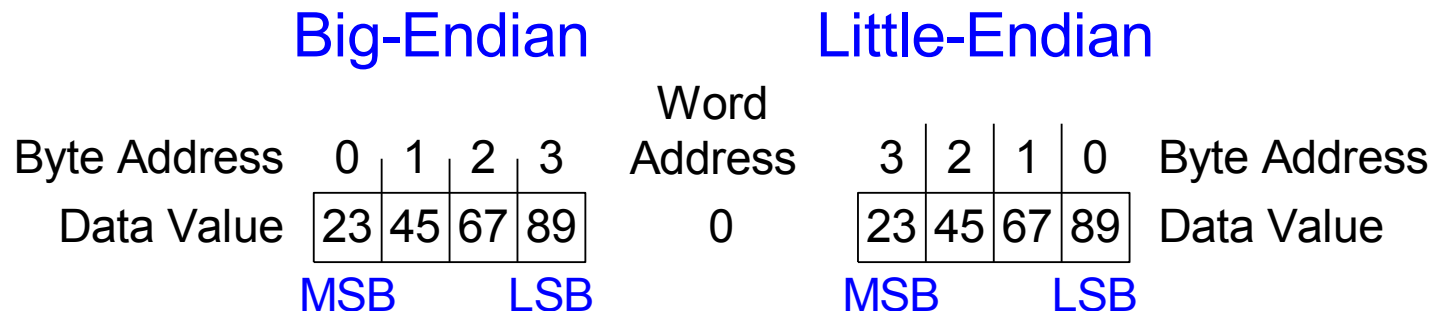 Big-Endian Little-Endian
Word
Byte Address 0 1 2 3 Address 3 2 1 0 Byte Address
Data Value 23 45 67 89 0 23 45 67 89 Data Value
MSB LSB MSB LSB